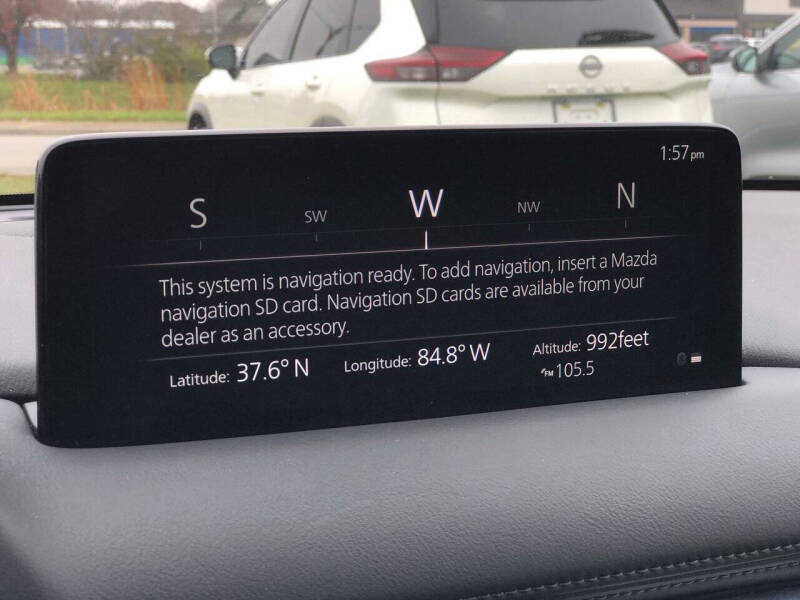 1:57pm
S SW W NW N
This system is navigation ready. To add navigation, insert a Mazda
navigation SD card. Navigation SD cards are available from your
dealer as an accessory.
Latitude: 37.6° N Longitude: 84.8° W Altitude: 992feet
FM 105.5